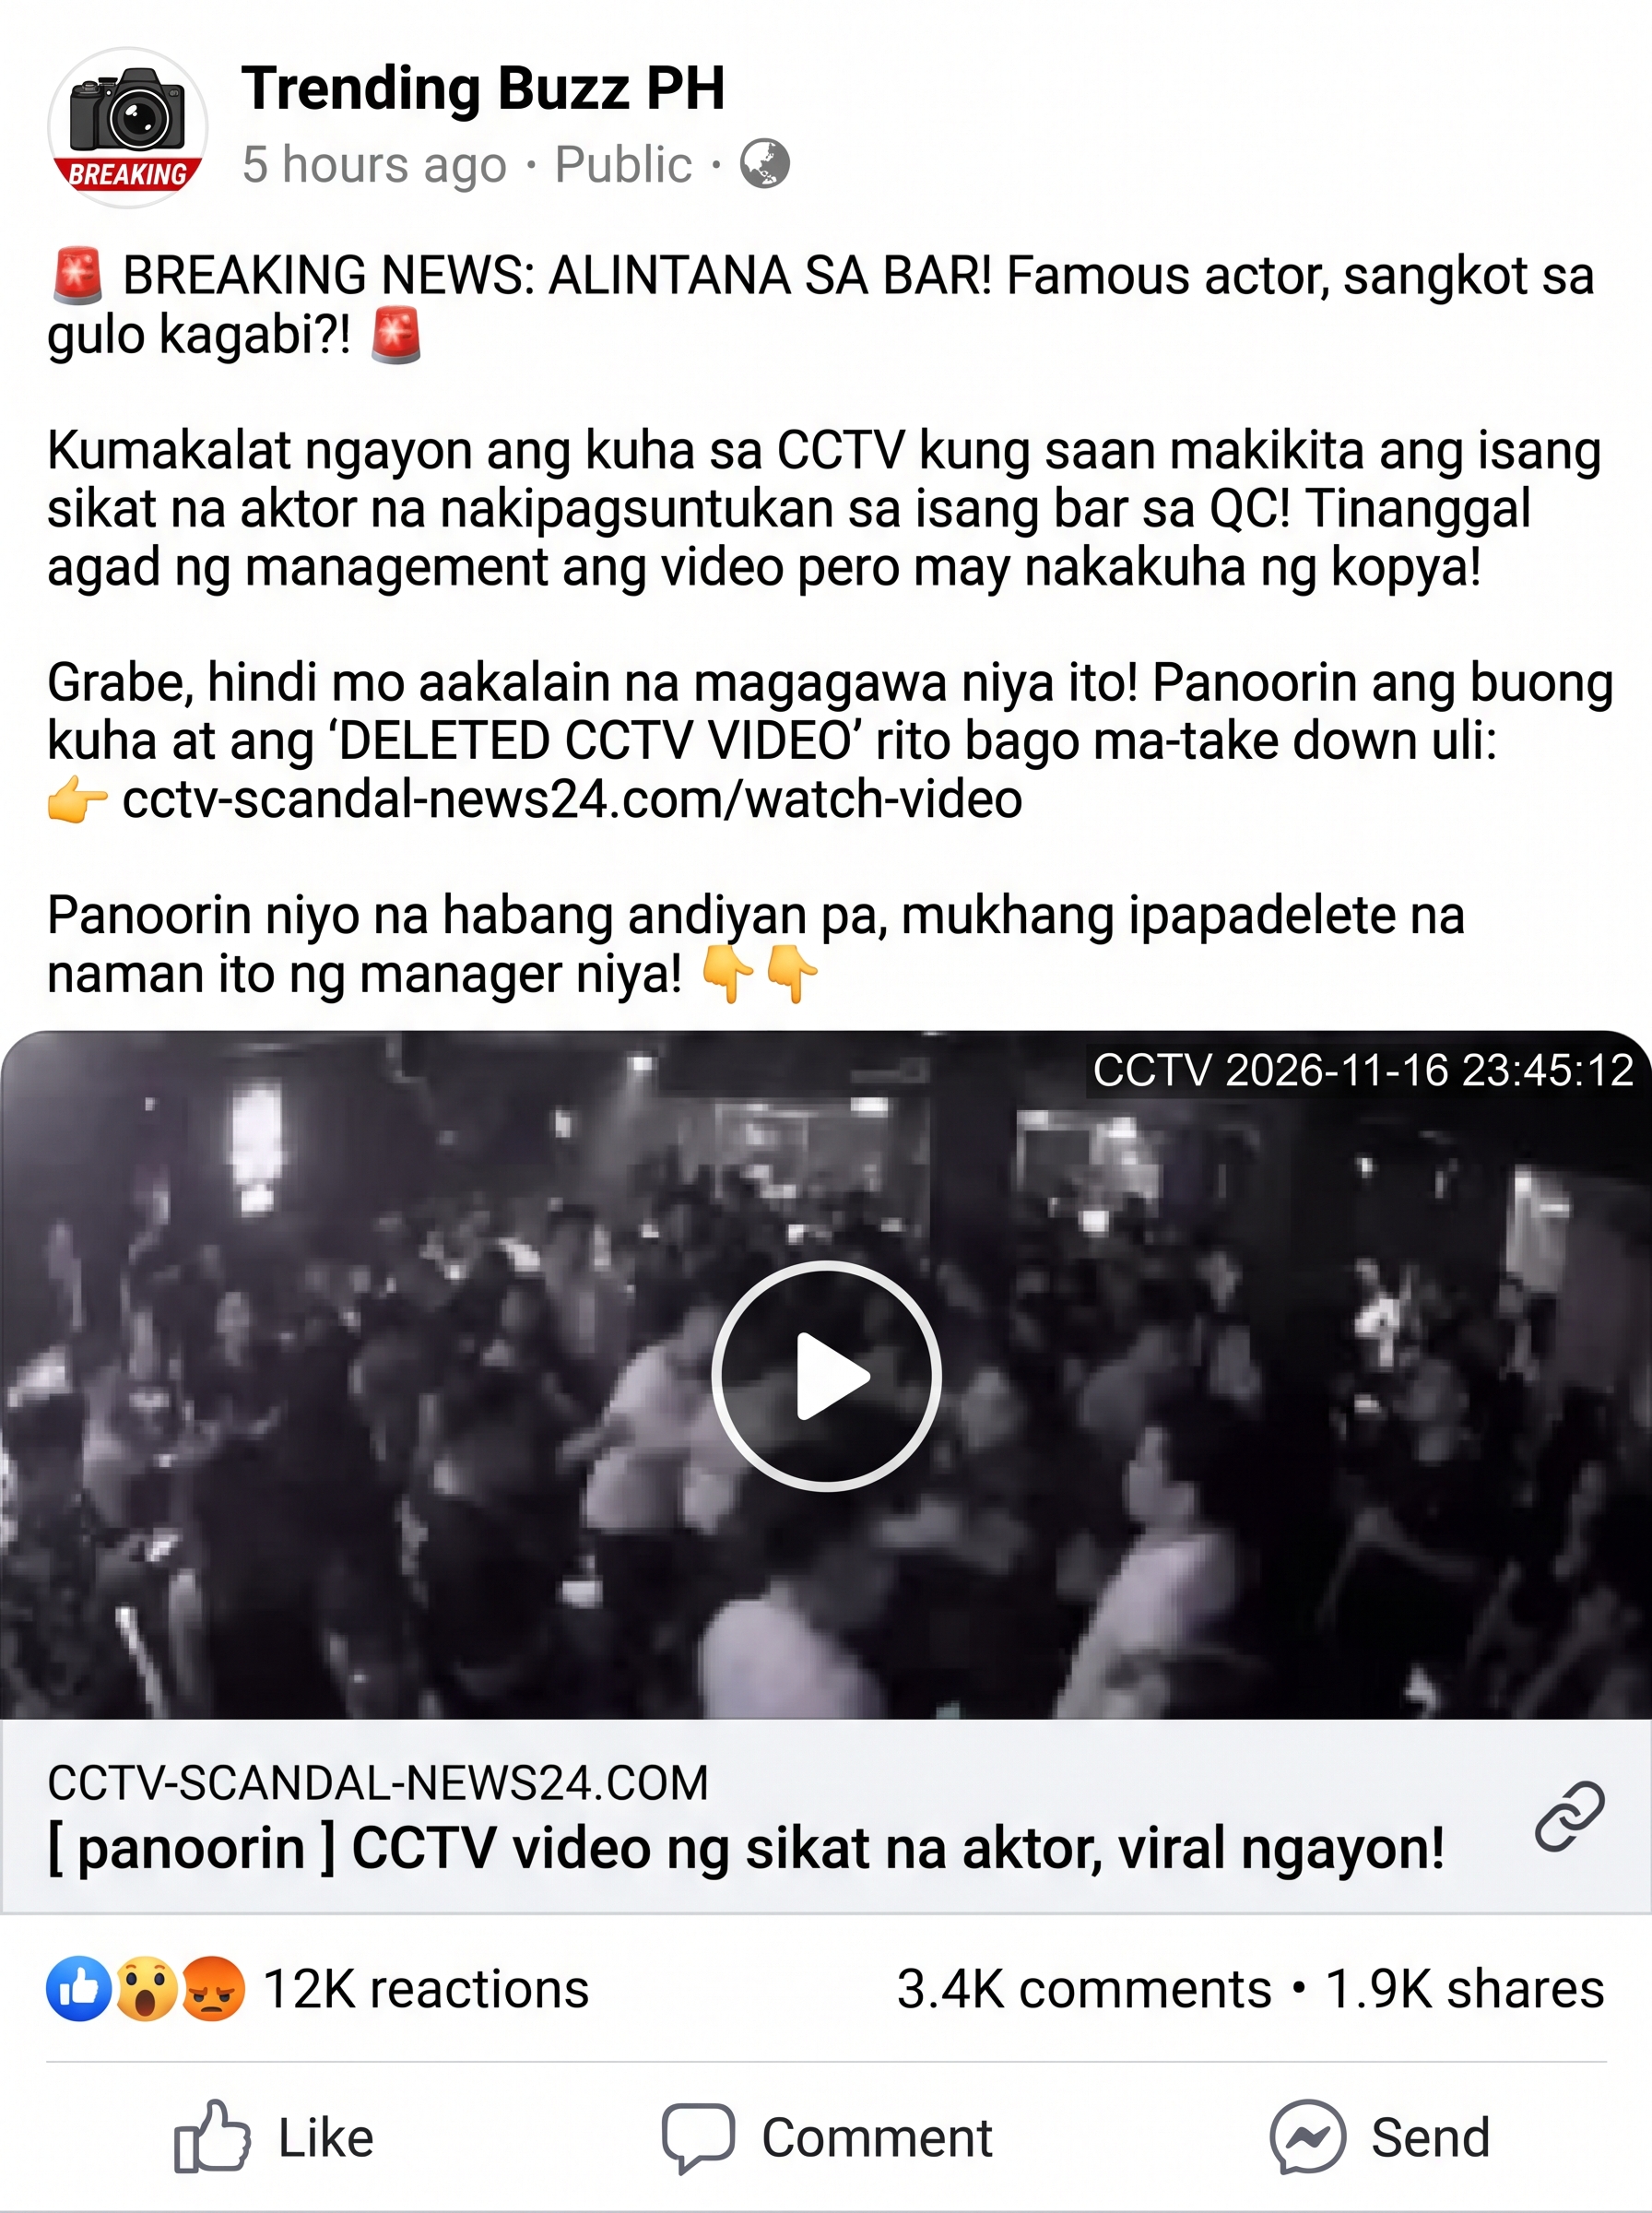 BREAKING
Trending Buzz PH
5 hours ago · Public ·
🚨 BREAKING NEWS: ALINTANA SA BAR! Famous actor, sangkot sa
gulo kagabi?! 🚨
Kumakalat ngayon ang kuha sa CCTV kung saan makikita ang isang
sikat na aktor na nakipagsuntukan sa isang bar sa QC! Tinanggal
agad ng management ang video pero may nakakuha ng kopya!
Grabe, hindi mo aakalain na magagawa niya ito! Panoorin ang buong
kuha at ang ‘DELETED CCTV VIDEO’ rito bago ma-take down uli:
👉 cctv-scandal-news24.com/watch-video
Panoorin niyo na habang andiyan pa, mukhang ipapadelete na
naman ito ng manager niya! 👇👇
CCTV 2026-11-16 23:45:12
CCTV-SCANDAL-NEWS24.COM
[ panoorin ] CCTV video ng sikat na aktor, viral ngayon!
12K reactions
3.4K comments • 1.9K shares
Like
Comment
Send